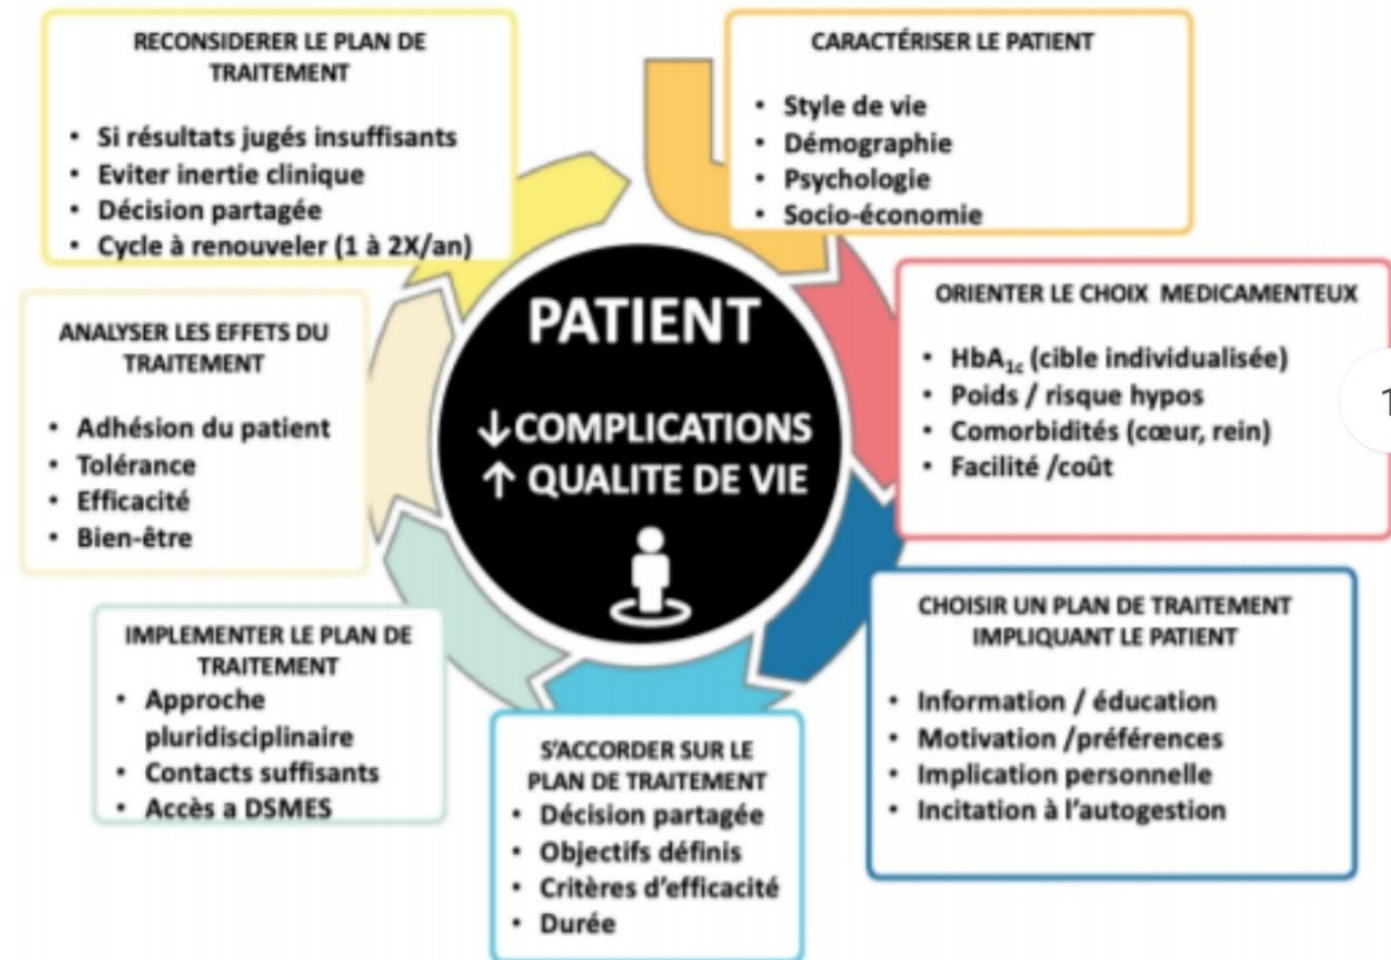 RECONSIDERER LE PLAN DE
TRAITEMENT
• Si résultats jugés insuffisants
• Eviter inertie clinique
• Décision partagée
• Cycle à renouveler (1 à 2X/an)
CARACTÉRISER LE PATIENT
• Style de vie
• Démographie
• Psychologie
• Socio-économie
ORIENTER LE CHOIX MEDICAMENTEUX
• HbA1c (cible individualisée)
• Poids / risque hypos
• Comorbidités (cœur, rein)
• Facilité /coût
1
CHOISIR UN PLAN DE TRAITEMENT
IMPLIQUANT LE PATIENT
• Information / éducation
• Motivation /préférences
• Implication personnelle
• Incitation à l'autogestion
S'ACCORDER SUR LE
PLAN DE TRAITEMENT
• Décision partagée
• Objectifs définis
• Critères d'efficacité
• Durée
IMPLEMENTER LE PLAN DE
TRAITEMENT
• Approche
pluridisciplinaire
• Contacts suffisants
• Accès a DSMES
ANALYSER LES EFFETS DU
TRAITEMENT
• Adhésion du patient
• Tolérance
• Efficacité
• Bien-être
PATIENT
↓COMPLICATIONS
↑ QUALITE DE VIE